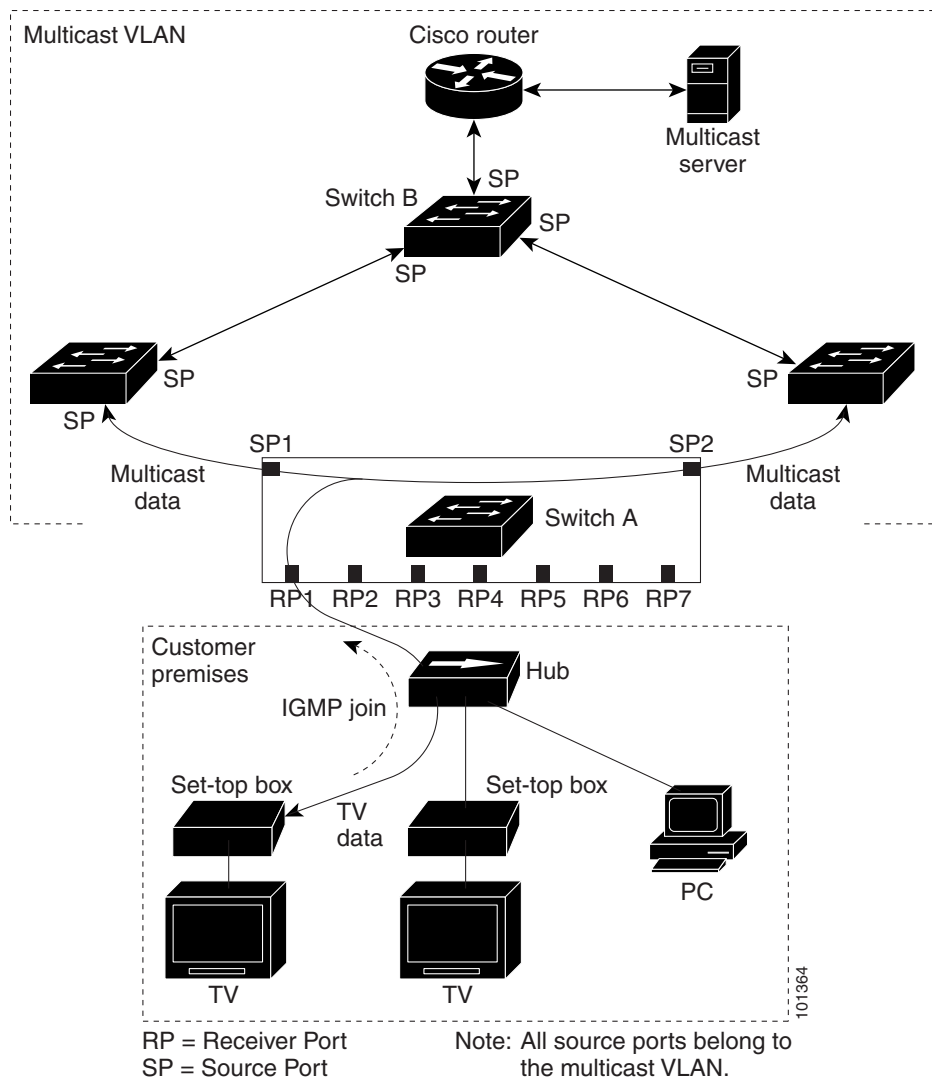 Multicast VLAN
Cisco router
Multicast
server
SP
Switch B
SP
SP
SP
SP
SP
SP
SP1
SP2
Multicast
data
Multicast
data
Switch A
RP1 RP2 RP3 RP4 RP5 RP6 RP7
Customer
premises
Hub
IGMP join
Set-top box
Set-top box
TV
data
PC
TV
TV
101364
RP = Receiver Port
SP = Source Port
Note: All source ports belong to
the multicast VLAN.